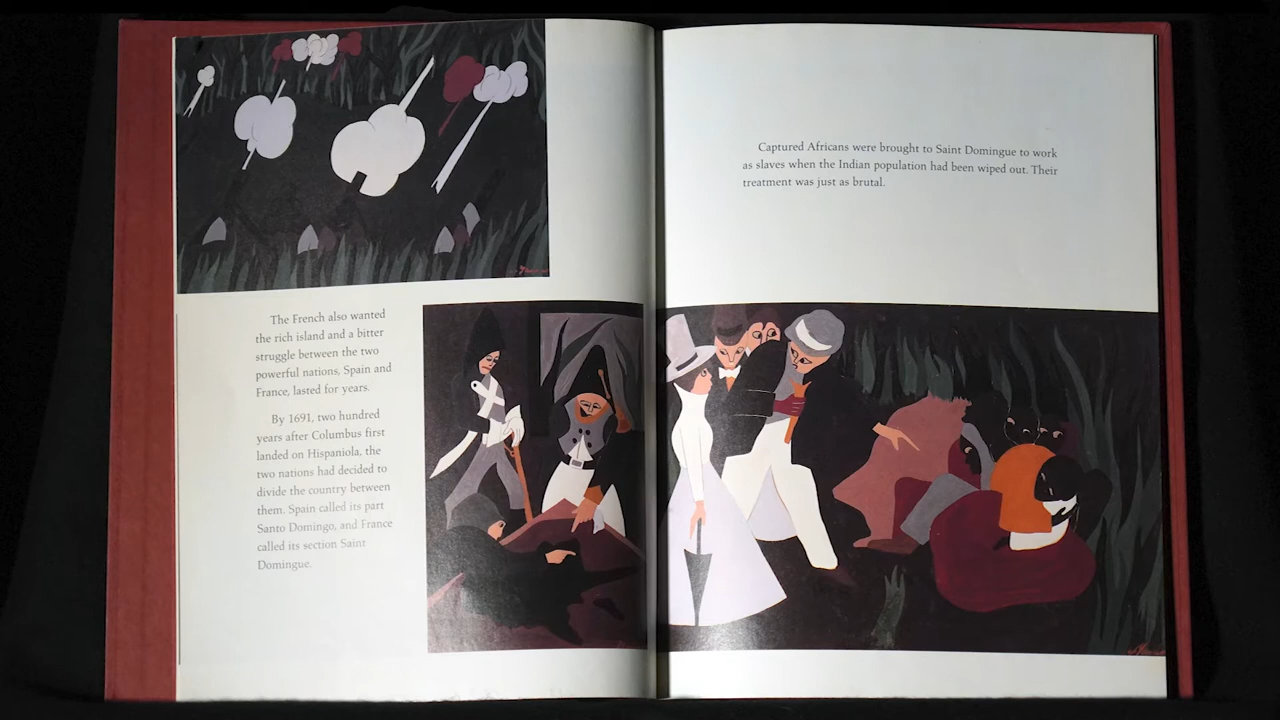 The French also wanted
the rich island and a bitter
struggle between the two
powerful nations, Spain and
France, lasted for years.
By 1691, two hundred
years after Columbus first
landed on Hispaniola, the
two nations had decided to
divide the country between
them. Spain called its part
Santo Domingo, and France
called its section Saint
Domingue.
Captured Africans were brought to Saint Domingue to work
as slaves when the Indian population had been wiped out. Their
treatment was just as brutal.